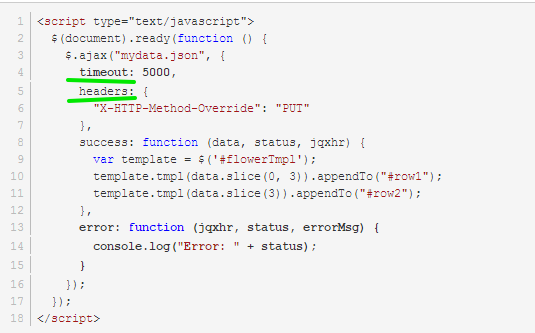 1 <script type="text/javascript">
2 $(document).ready(function () {
3 $.ajax("mydata.json", {
4 timeout: 5000,
5 headers: {
6 "X-HTTP-Method-Override": "PUT"
7 },
8 success: function (data, status, jqxhr) {
9 var template = $('#flowerTmpl');
10 template.tmpl(data.slice(0, 3)).appendTo("#row1");
11 template.tmpl(data.slice(3)).appendTo("#row2");
12 },
13 error: function (jqxhr, status, errorMsg) {
14 console.log("Error: " + status);
15 }
16 });
17 });
18 </script>